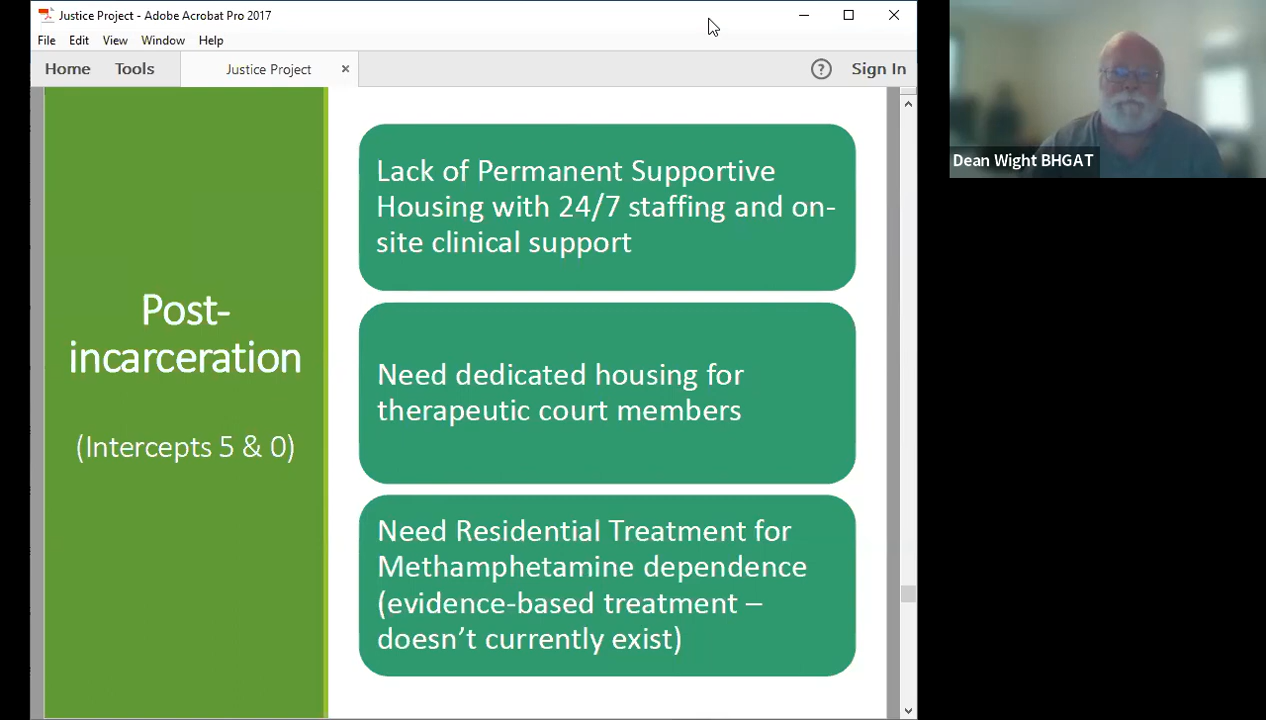 Justice Project - Adobe Acrobat Pro 2017
File Edit View Window Help
Home Tools Justice Project × ? Sign In
Post-
incarceration
(Intercepts 5 & 0)
Lack of Permanent Supportive
Housing with 24/7 staffing and on-
site clinical support
Need dedicated housing for
therapeutic court members
Need Residential Treatment for
Methamphetamine dependence
(evidence-based treatment –
doesn’t currently exist)
Dean Wight BHGAT